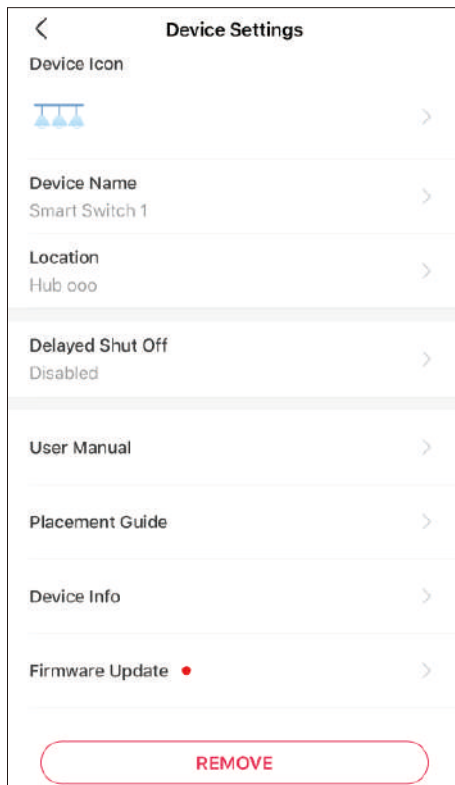 Device Settings
Device Icon
Device Name
Smart Switch 1
Location
Hub ooo
Delayed Shut Off
Disabled
User Manual
Placement Guide
Device Info
Firmware Update
REMOVE